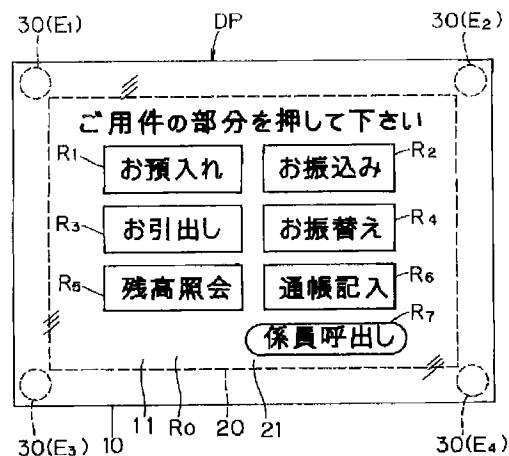 30(E1) DP 30(E2)
ご用件の部分を押して下さい
R1 お預入れ お振込み R2
R3 お引出し お振替え R4
R5 残高照会 通帳記入 R6
係員呼出し R7
30(E3) 10 11 R0 20 21 30(E4)